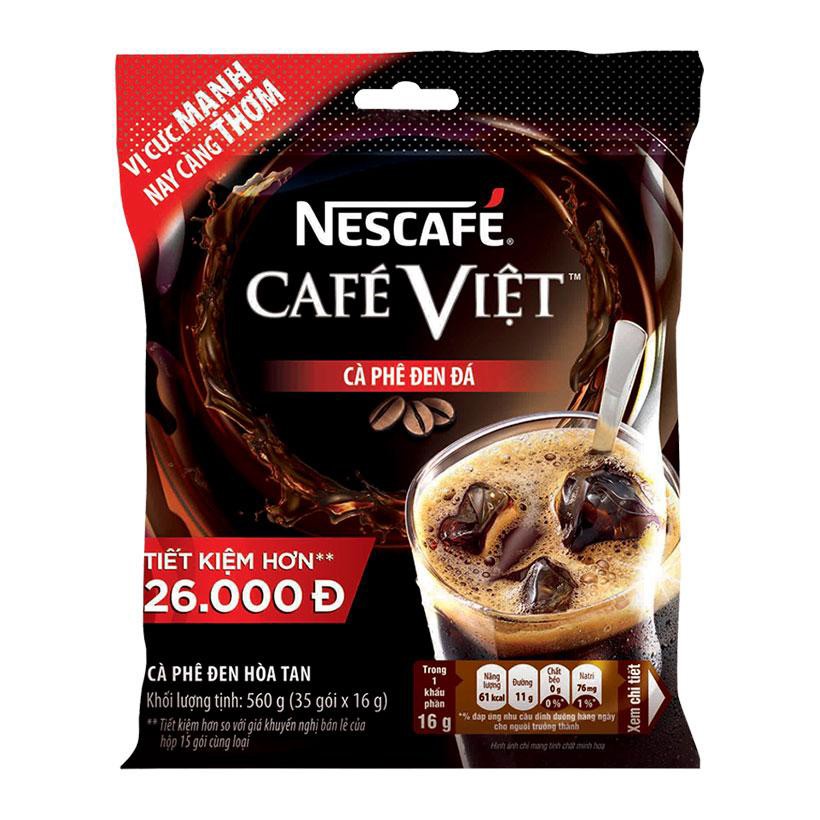 VỊ CỰC MẠNH
NAY CÀNG THƠM
NESCAFÉ®
CAFÉ VIỆT™
CÀ PHÊ ĐEN ĐÁ
TIẾT KIỆM HƠN**
26.000 Đ
CÀ PHÊ ĐEN HÒA TAN
Khối lượng tịnh: 560 g (35 gói x 16 g)
** Tiết kiệm hơn so với giá khuyến nghị bán lẻ của
hộp 15 gói cùng loại
Trong
1
khẩu
phần
16 g
Năng
lượng
61 kcal
Đường
11 g
Chất
béo
0 g
0 %*
Natri
76 mg
1 %*
*% đáp ứng nhu cầu dinh dưỡng hàng ngày
cho người trưởng thành
Hình ảnh chỉ mang tính chất minh hoạ
Xem chi tiết